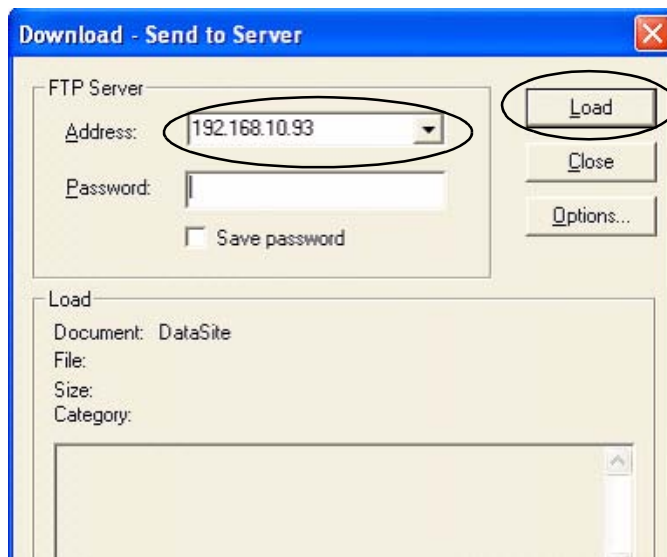 Download - Send to Server
FTP Server
Address: 192.168.10.93
Load
Password:
Close
Save password
Options...
Load
Document: DataSite
File:
Size:
Category: